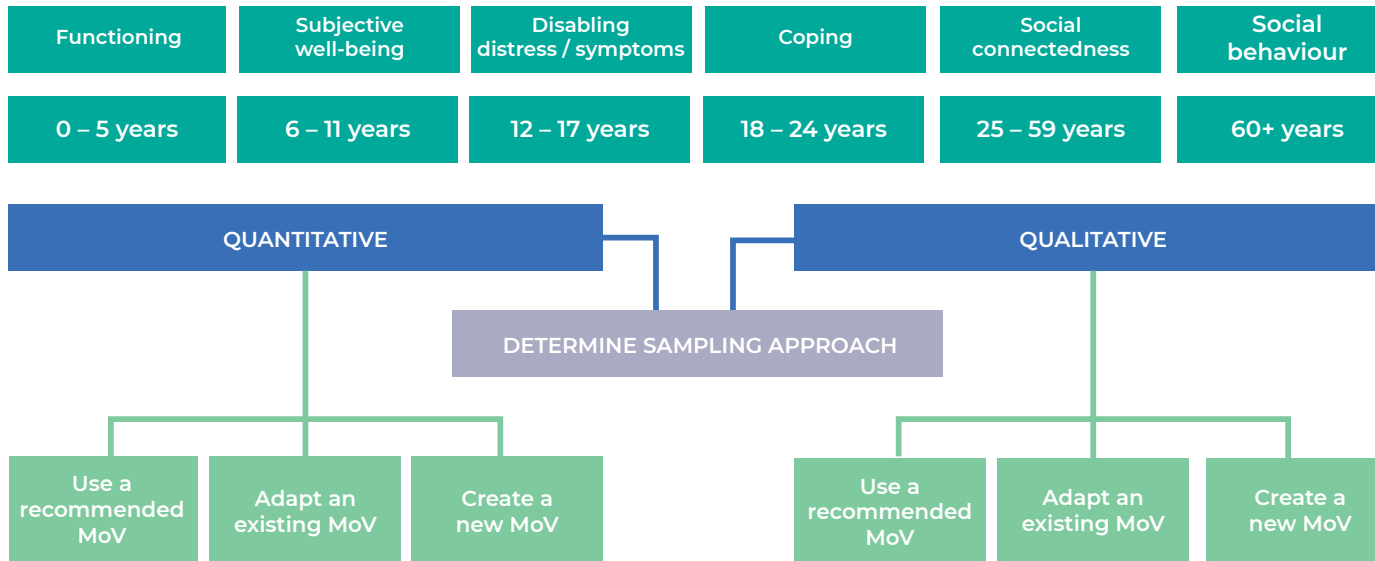 Functioning
Subjective
well-being
Disabling
distress / symptoms
Coping
Social
connectedness
Social
behaviour
0 – 5 years
6 – 11 years
12 – 17 years
18 – 24 years
25 – 59 years
60+ years
QUANTITATIVE
QUALITATIVE
DETERMINE SAMPLING APPROACH
Use a
recommended
MoV
Adapt an
existing MoV
Create a
new MoV
Use a
recommended
MoV
Adapt an
existing MoV
Create a
new MoV